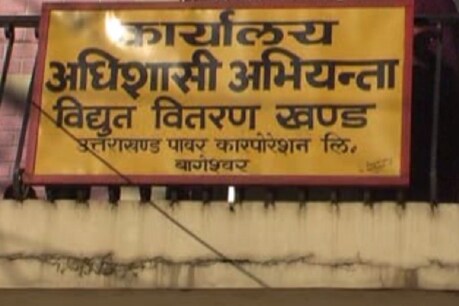 कार्यालय
अधिशासी अभियन्ता
विद्युत वितरण खण्ड
उत्तराखण्ड पावर कारपोरेशन लि.
बागेश्वर